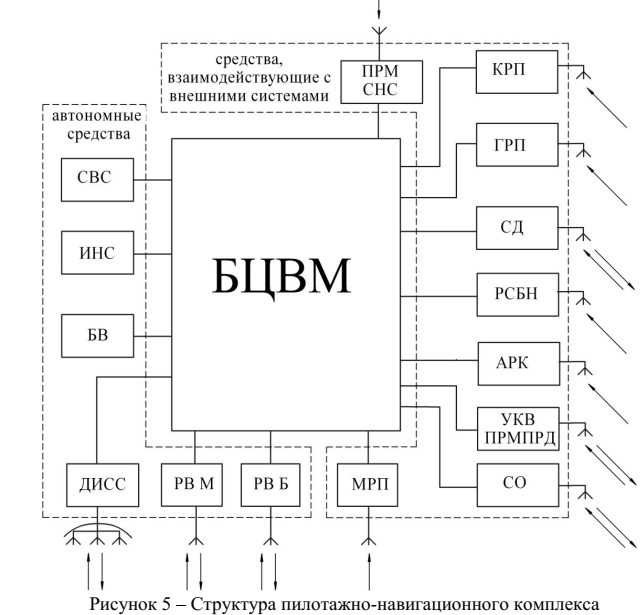 средства,
взаимодействующие с
внешними системами
ПРМ
СНС
КРП
автономные
средства
ГРП
СВС
СД
ИНС
БЦВМ
РСБН
БВ
АРК
УКВ
ПРМПРД
ДИСС
РВ М
РВ Б
МРП
СО
Рисунок 5 – Структура пилотажно-навигационного комплекса